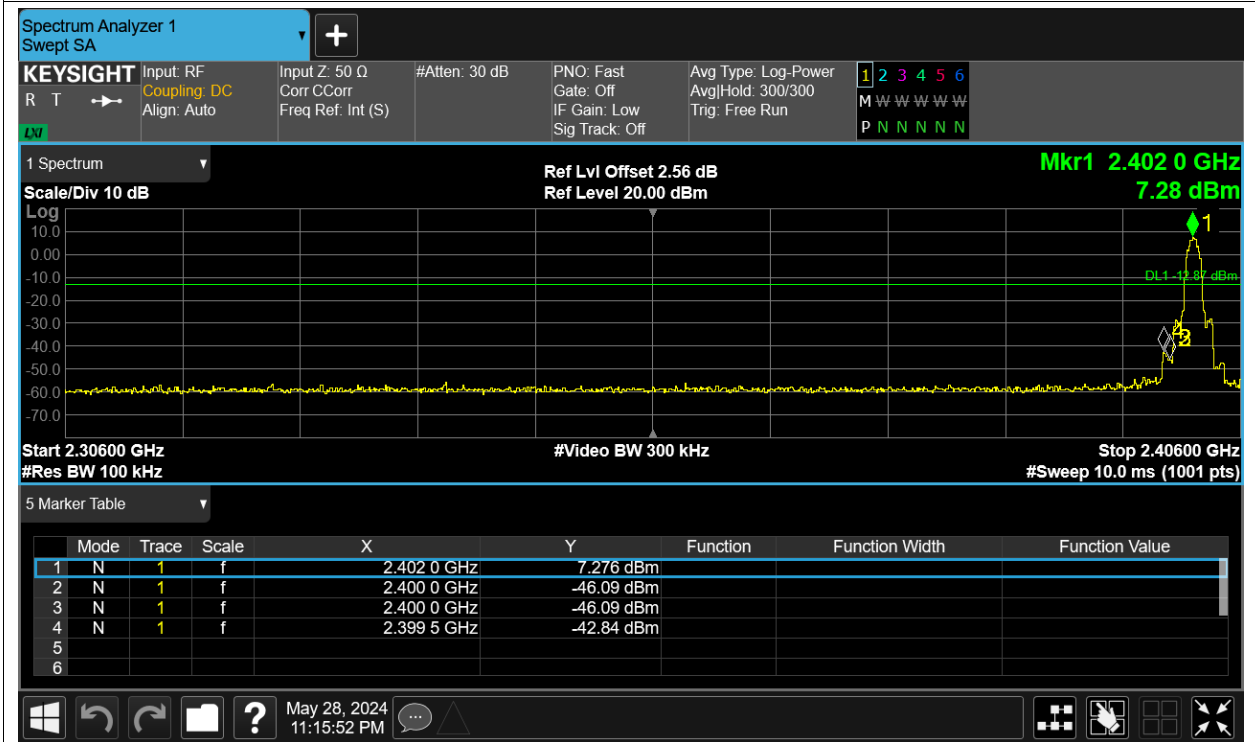 Spectrum Analyzer 1
Swept SA
KEYSIGHT
R T
LXI
Input: RF
Coupling: DC
Align: Auto
Input Z: 50 Ω
Corr CCorr
Freq Ref: Int (S)
#Atten: 30 dB
PNO: Fast
Gate: Off
IF Gain: Low
Sig Track: Off
Avg Type: Log-Power
Avg|Hold: 300/300
Trig: Free Run
1 2 3 4 5 6
M W W W W W
P N N N N N
1 Spectrum
Scale/Div 10 dB
Ref Lvl Offset 2.56 dB
Ref Level 20.00 dBm
Mkr1 2.402 0 GHz
7.28 dBm
Log
10.0
0.00
-10.0
-20.0
-30.0
-40.0
-50.0
-60.0
-70.0
1
DL1 -12.87 dBm
Start 2.30600 GHz
#Video BW 300 kHz
Stop 2.40600 GHz
#Res BW 100 kHz
#Sweep 10.0 ms (1001 pts)
5 Marker Table
Mode Trace Scale X Y Function Function Width Function Value
1 N 1 f 2.402 0 GHz 7.276 dBm
2 N 1 f 2.400 0 GHz -46.09 dBm
3 N 1 f 2.400 0 GHz -46.09 dBm
4 N 1 f 2.399 5 GHz -42.84 dBm
5
6
?
May 28, 2024
11:15:52 PM